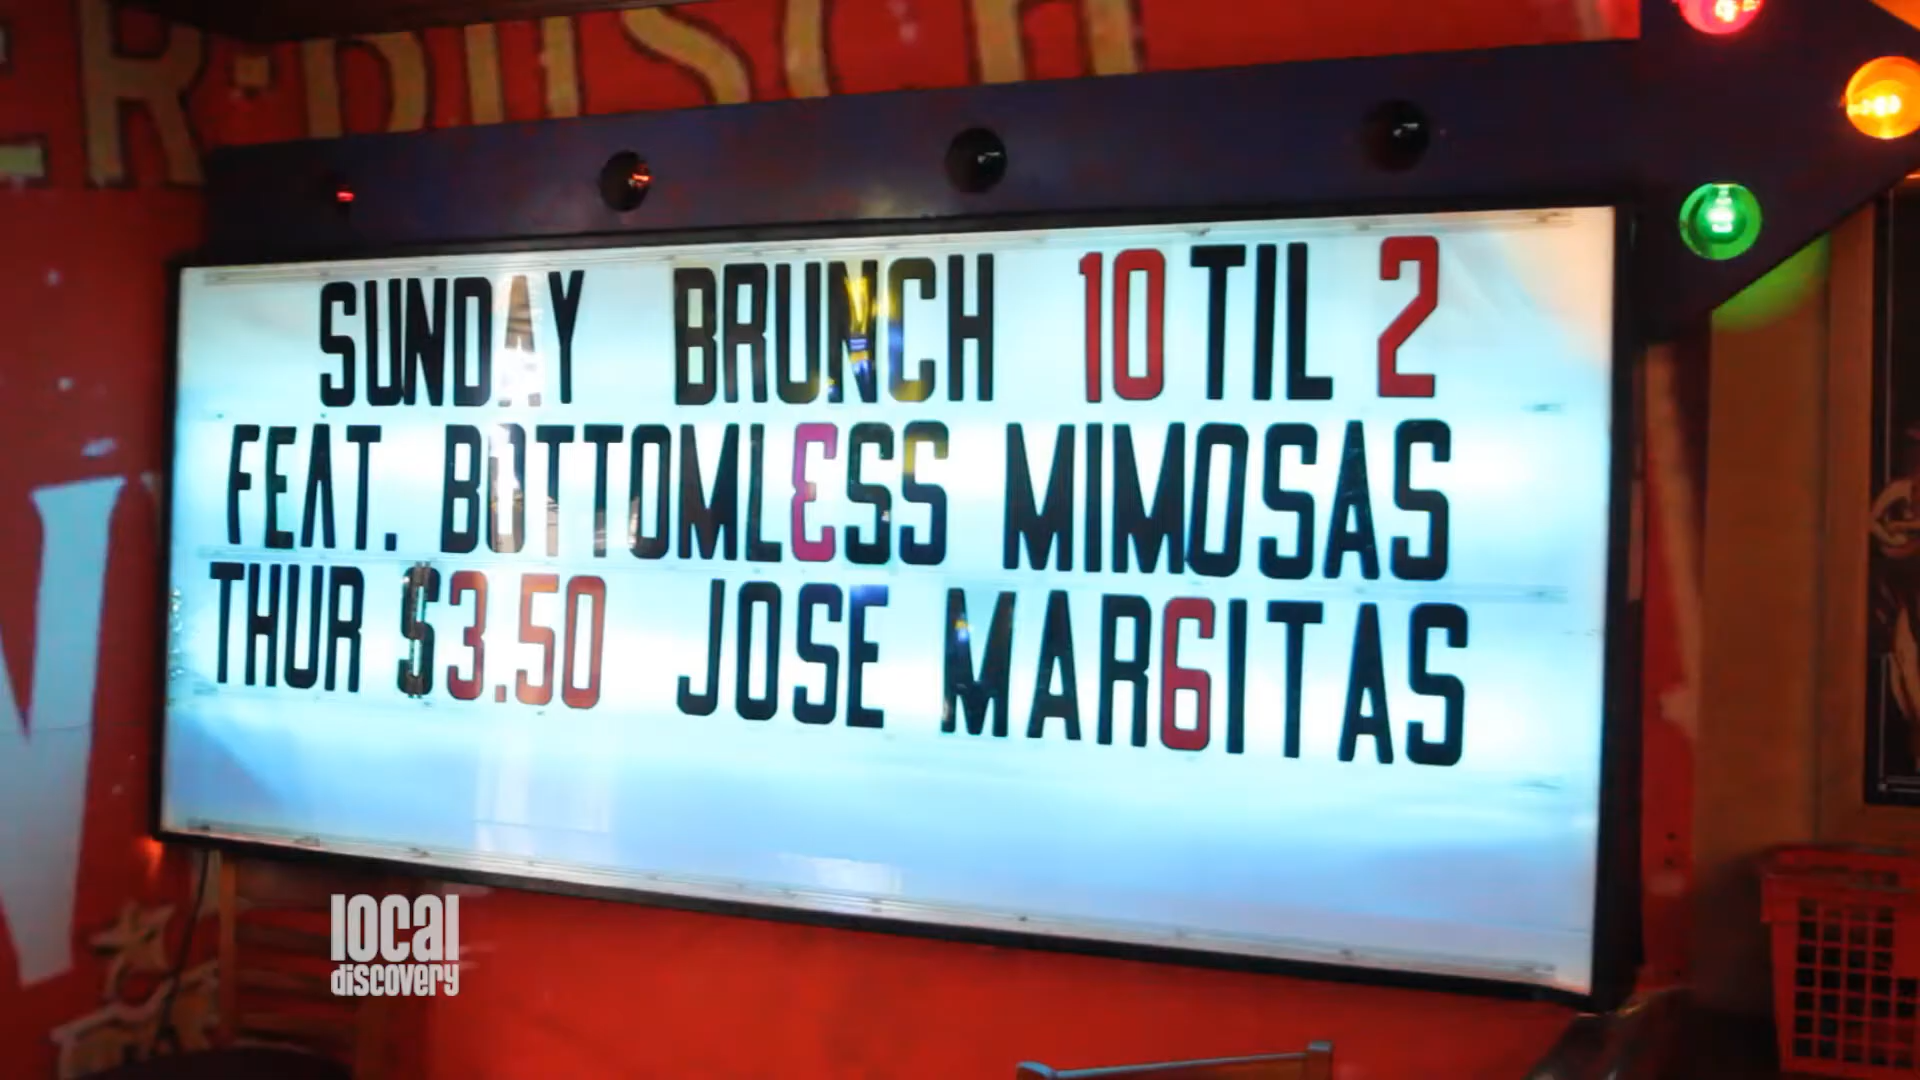 SUNDAY BRUNCH 10 TIL 2
FEAT. BOTTOMLESS MIMOSAS
THUR $3.50 JOSE MAR6ITAS
local
discovery